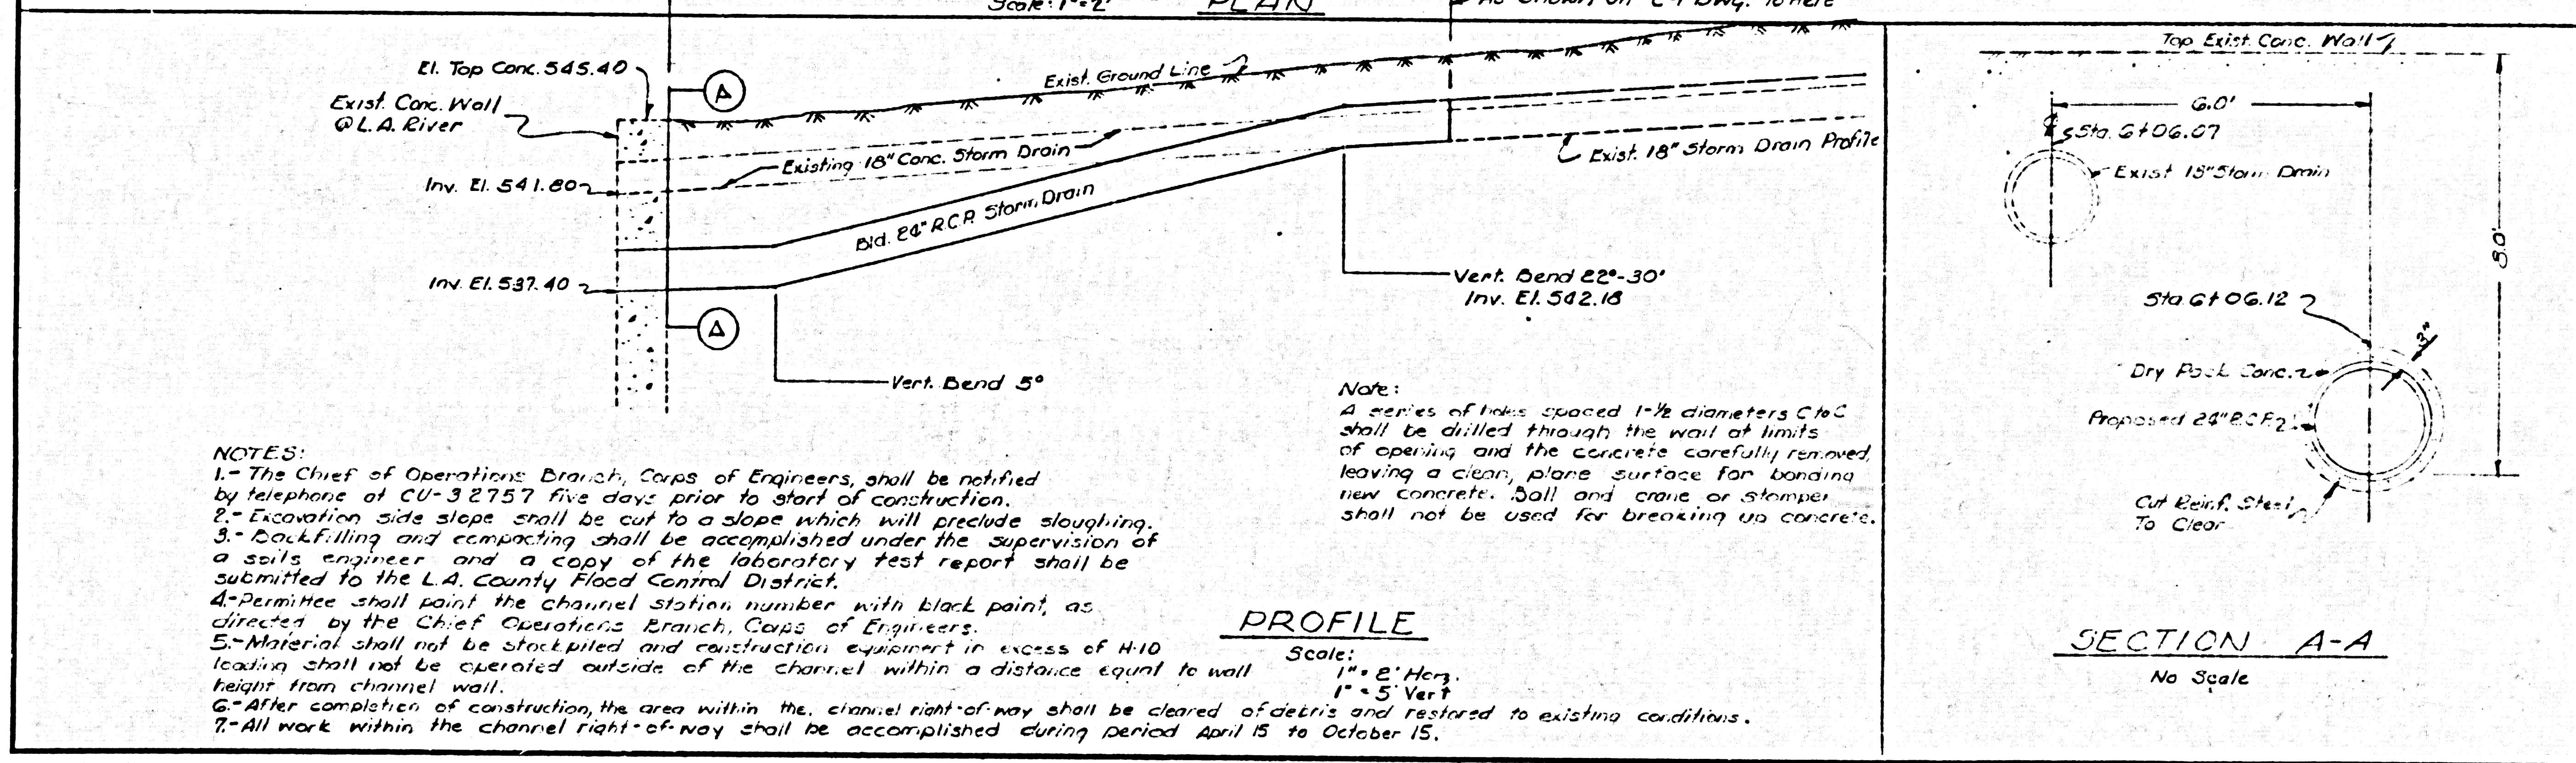 Scale: 1"=2'
PLAN
As Shown on C-1 Dwg. To Here
El. Top Conc. 545.40
Exist. Conc. Wall
@ L.A. River
A
Exist. Ground Line
Existing 18" Conc. Storm Drain
Exist. 18" Storm Drain Profile
Inv. El. 541.80
Bld. 24" R.C.P. Storm Drain
Inv. El. 537.40
A
Vert. Bend 22°-30'
Inv. El. 542.18
Vert. Bend 5°
Note:
A series of holes spaced 1-1/2 diameters C to C
shall be drilled through the wall at limits
of opening and the concrete carefully removed,
leaving a clean, plane surface for bonding
new concrete. Ball and crane or stomper
shall not be used for breaking up concrete.
NOTES:
1.- The Chief of Operations Branch, Corps of Engineers, shall be notified
by telephone at CU-3 2757 five days prior to start of construction.
2.- Excavation side slope shall be cut to a slope which will preclude sloughing.
3.- Backfilling and compacting shall be accomplished under the supervision of
a soils engineer and a copy of the laboratory test report shall be
submitted to the L.A. County Flood Control District.
4.- Permittee shall paint the channel station number with black paint, as
directed by the Chief Operations Branch, Corps of Engineers.
5.- Material shall not be stockpiled and construction equipment in excess of H-10
loading shall not be operated outside of the channel within a distance equal to wall
height from channel wall.
6.- After completion of construction, the area within the channel right-of-way shall be cleared of debris and restored to existing conditions.
7.- All work within the channel right-of-way shall be accomplished during period April 15 to October 15.
PROFILE
Scale:
1" = 2' Horz.
1" = 5' Vert
Top Exist. Conc. Wall
6.0'
Sta. 6+06.07
Exist 18" Storm Drain
8.0'
Sta 6+06.12
3"
Dry Pack Conc.
Proposed 24" R.C.P.
Cut Reinf. Steel
To Clear
SECTION A-A
No Scale